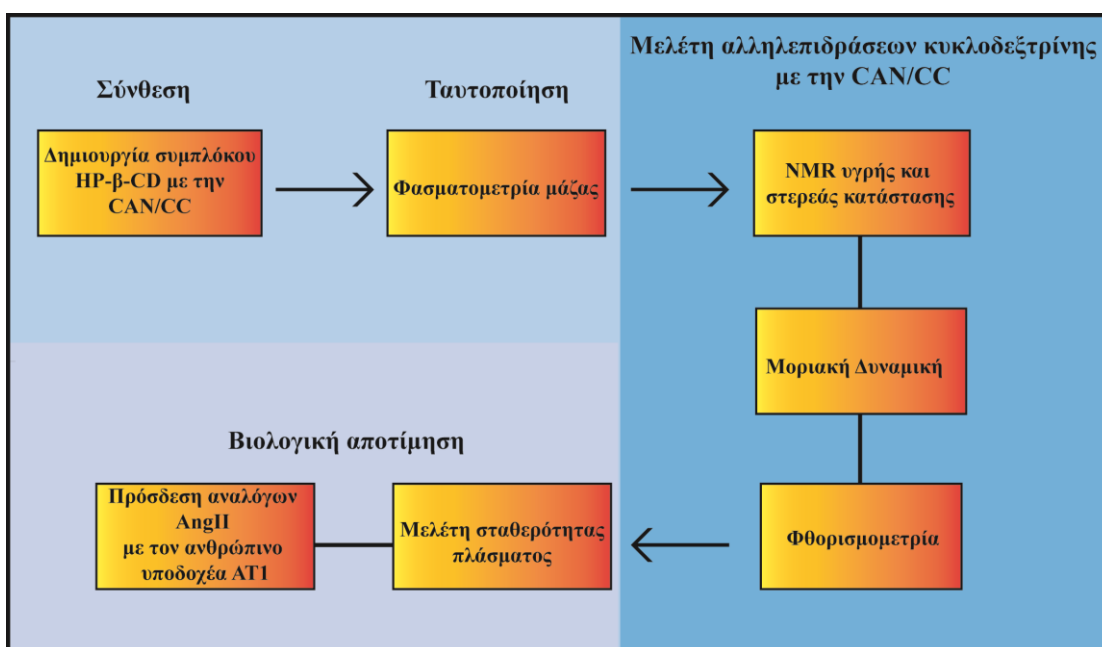 Σύνθεση
Δημιουργία συμπλόκου
HP-β-CD με την
CAN/CC
Ταυτοποίηση
Φασματομετρία μάζας
Μελέτη αλληλεπιδράσεων κυκλοδεξτρίνης
με την CAN/CC
NMR υγρής και
στερεάς κατάστασης
Μοριακή Δυναμική
Φθορισμομετρία
Βιολογική αποτίμηση
Μελέτη σταθερότητας
πλάσματος
Πρόσδεση αναλόγων
AngII
με τον ανθρώπινο
υποδοχέα AT1